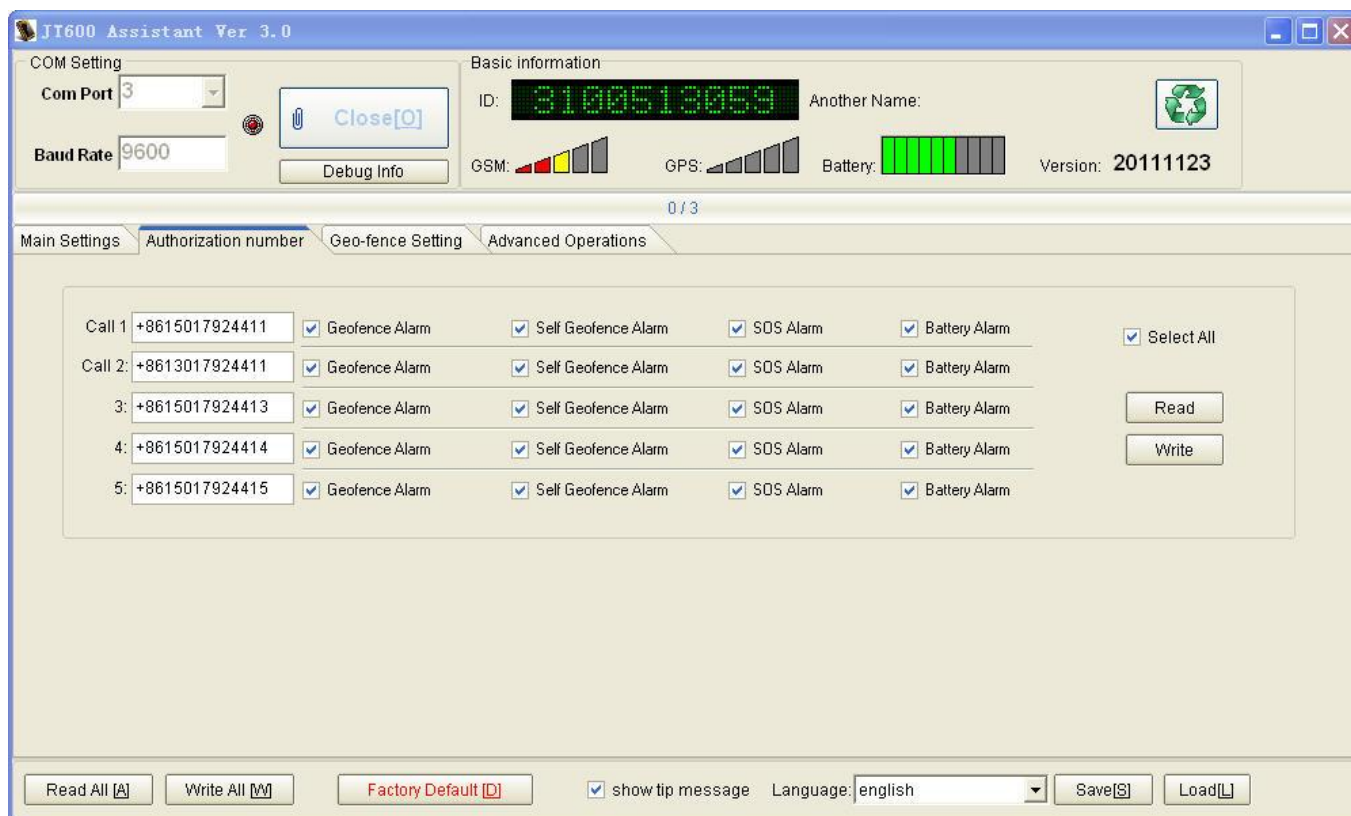 JT600 Assistant Ver 3.0
COM Setting
Com Port 3
Baud Rate 9600
Close[O]
Debug Info
Basic information
ID: 3100513059 Another Name:
GSM: GPS: Battery: Version: 20111123
0 / 3
Main Settings Authorization number Geo-fence Setting Advanced Operations
Call 1 +8615017924411 Geofence Alarm Self Geofence Alarm SOS Alarm Battery Alarm
Select All
Call 2: +8613017924411 Geofence Alarm Self Geofence Alarm SOS Alarm Battery Alarm
3: +8615017924413 Geofence Alarm Self Geofence Alarm SOS Alarm Battery Alarm Read
4: +8615017924414 Geofence Alarm Self Geofence Alarm SOS Alarm Battery Alarm Write
5: +8615017924415 Geofence Alarm Self Geofence Alarm SOS Alarm Battery Alarm
Read All [A] Write All [W] Factory Default [D] show tip message Language: english Save[S] Load[L]